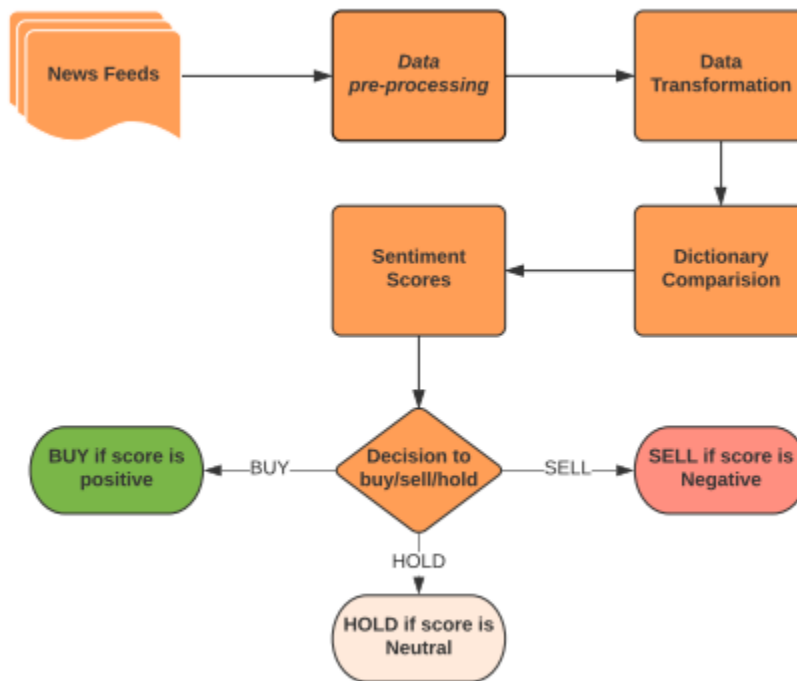 News Feeds
Data
pre-processing
Data
Transformation
Sentiment
Scores
Dictionary
Comparision
BUY if score is
positive
BUY
Decision to
buy/sell/hold
SELL
SELL if score is
Negative
HOLD
HOLD if score is
Neutral